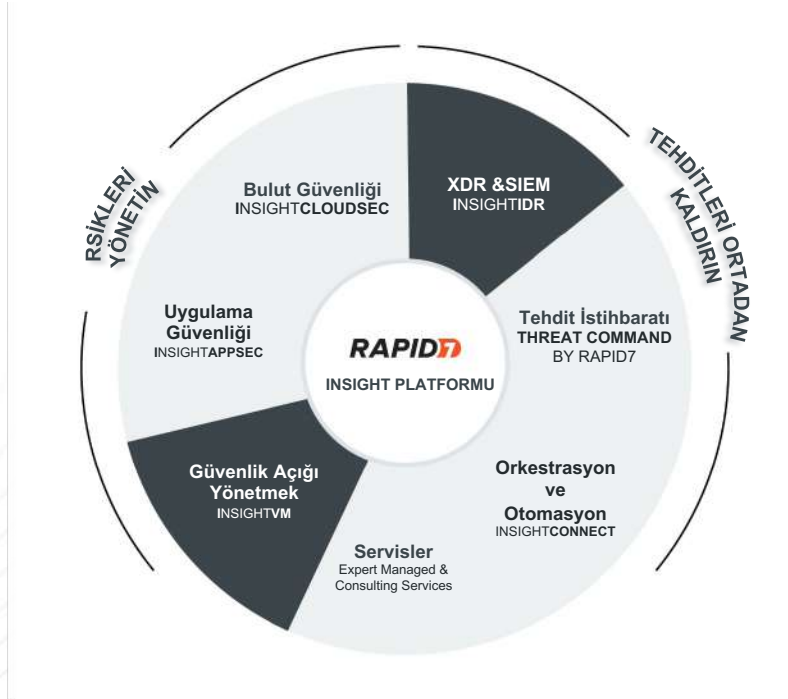 RSİKLERİ
YÖNETİN
TEHDİTLERİ ORTADAN
KALDIRIN
Bulut Güvenliği
INSIGHTCLOUDSEC
XDR &SIEM
INSIGHTIDR
Uygulama
Güvenliği
INSIGHTAPPSEC
RAPID7
INSIGHT PLATFORMU
Tehdit İstihbaratı
THREAT COMMAND
BY RAPID7
Güvenlik Açığı
Yönetmek
INSIGHTVM
Orkestrasyon
ve
Otomasyon
INSIGHTCONNECT
Servisler
Expert Managed &
Consulting Services